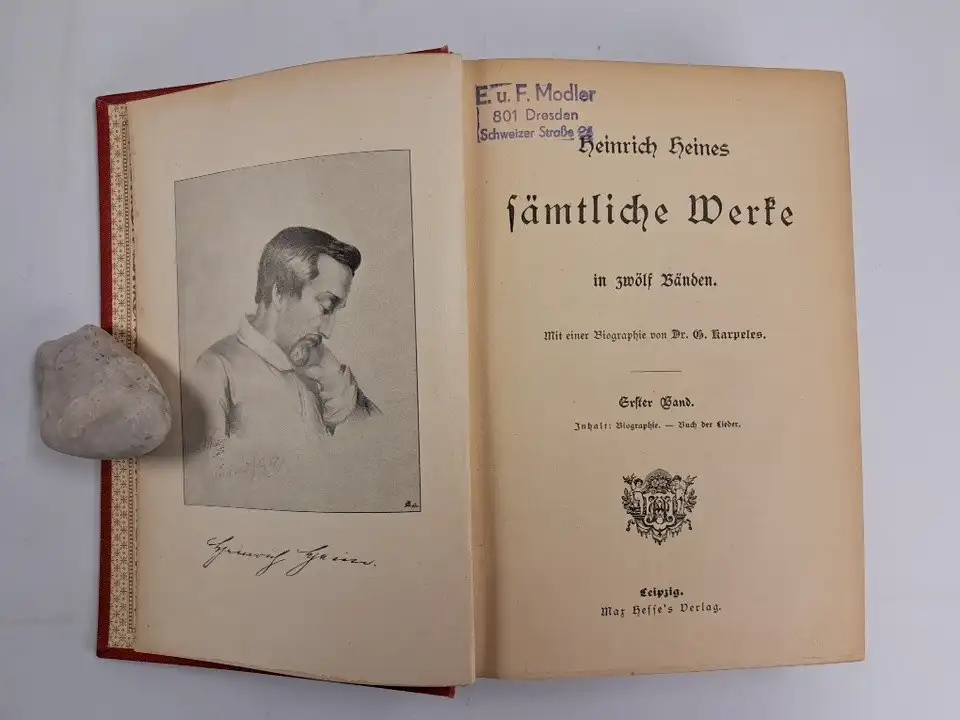 Heinrich Heine.
E. u. F. Modler
801 Dresden
Schweizer Straße
Heinrich Heines
sämtliche Werke
in zwölf Bänden.
Mit einer Biographie von Dr. G. Karpeles.
Erster Band.
Inhalt: Biographie. — Buch der Lieder.
Leipzig.
Max Hesse's Verlag.